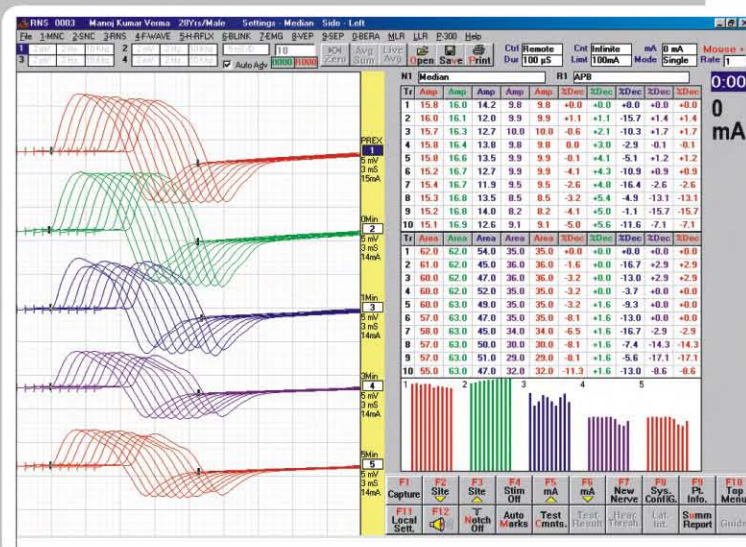 RNS 0003 Manoj Kumar Verma 28Yrs/Male Settings - Median Side - Left
File 1-MNC 2-SNC 3-RNS 4-F.WAVE 5-H-RFLX 6-BLINK 7-EMG 8-VEP 9-SEP 0-BERA MLR LLR P-300 Help
1 2 10 Zero Avg Sum Live Avg Open Save Print Ctrl Remote Cnt Infinite mA 0 mA Mouse
3 4 Auto Adv 0000 R000 Dur 100 µS Limt 100mA Mode Single Rate 1
N1 Median R1 APB 0:00
0
mA
PREX
1
5 mV
3 mS
15mA
0Min
2
5 mV
3 mS
14mA
1Min
3
5 mV
3 mS
14mA
3Min
4
5 mV
3 mS
14mA
5Min
5
5 mV
3 mS
14mA
Tr Amp Amp Amp Amp Amp %Dec %Dec %Dec %Dec %Dec
1 15.8 16.0 14.2 9.8 9.8 +0.0 +0.0 +0.0 +0.0 +0.0
2 16.0 16.1 12.0 9.9 9.9 +1.1 +1.1 -15.7 +1.4 +1.4
3 15.7 16.3 12.7 10.0 10.0 -0.6 +2.1 -10.3 +1.7 +1.7
4 15.8 16.4 13.8 9.8 9.8 0.0 +3.0 -2.9 -0.1 -0.1
5 15.8 16.6 13.5 9.9 9.9 -0.1 +4.1 -5.1 +1.2 +1.2
6 15.2 16.7 12.7 9.9 9.9 -4.1 +4.3 -10.9 +0.9 +0.9
7 15.4 16.7 11.9 9.5 9.5 -2.6 +4.8 -16.4 -2.6 -2.6
8 15.3 16.8 13.5 8.5 8.5 -3.2 +5.4 -4.9 -13.1 -13.1
9 15.2 16.8 14.0 8.2 8.2 -4.1 +5.0 -1.1 -15.7 -15.7
10 15.1 16.9 12.6 9.1 9.1 -5.0 +5.6 -11.6 -7.1 -7.1
Tr Area Area Area Area Area %Dec %Dec %Dec %Dec %Dec
1 62.0 62.0 54.0 35.0 35.0 +0.0 +0.0 +0.0 +0.0 +0.0
2 61.0 62.0 45.0 36.0 36.0 -1.6 +0.0 -16.7 +2.9 +2.9
3 60.0 62.0 47.0 36.0 36.0 -3.2 +0.0 -13.0 +2.9 +2.9
4 60.0 62.0 52.0 35.0 35.0 -3.2 +0.0 -3.7 +0.0 +0.0
5 60.0 63.0 49.0 35.0 35.0 -3.2 +1.6 -9.3 +0.0 +0.0
6 57.0 63.0 47.0 35.0 35.0 -8.1 +1.6 -13.0 +0.0 +0.0
7 58.0 63.0 45.0 34.0 34.0 -6.5 +1.6 -16.7 -2.9 -2.9
8 57.0 63.0 50.0 30.0 30.0 -8.1 +1.6 -7.4 -14.3 -14.3
9 57.0 63.0 51.0 29.0 29.0 -8.1 +1.6 -5.6 -17.1 -17.1
10 55.0 63.0 47.0 32.0 32.0 -11.3 +1.6 -13.0 -8.6 -8.6
1 2 3 4 5
F1 Capture F2 Site F3 Site F4 Stim Off F5 mA F6 mA F7 New Nerve F8 Sys. ConfiG. F9 Pt. Info. F10 Top Menu
F11 Local Sett. F12 Notch Off Auto Marks Test Cmnts. Test Result Hear Thresh. Lat. Int. Summ Report Guide